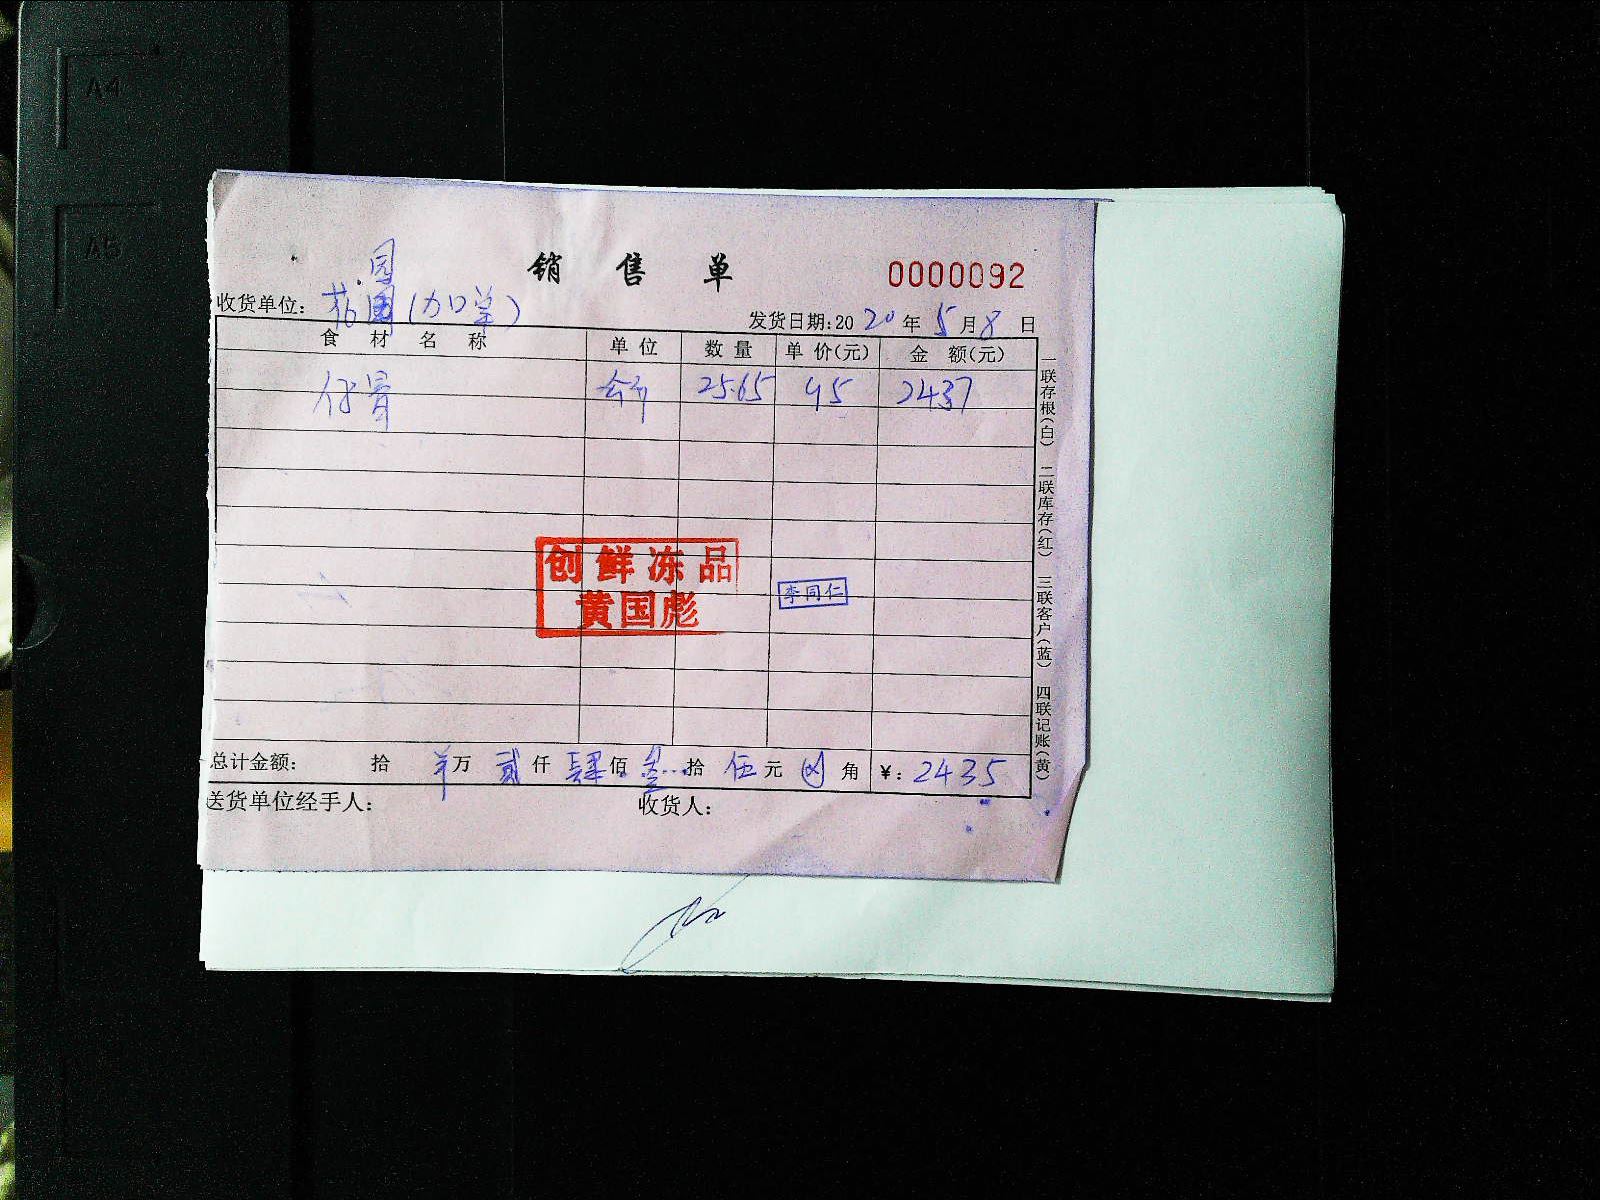 A4
A5
销售单
0000092
园
收货单位:
发货日期:2020年5月8日
食材名称 单位 数量 单价(元) 金额(元)
仔骨 公斤 25.65 95 2437
创鲜冻品
黄国彪
李同仁
总计金额: 拾 万 贰仟肆佰叁拾伍元 角 ¥:2435
送货单位经手人: 收货人:
一联存根(白) 二联库存(红) 三联客户(蓝) 四联记账(黄)